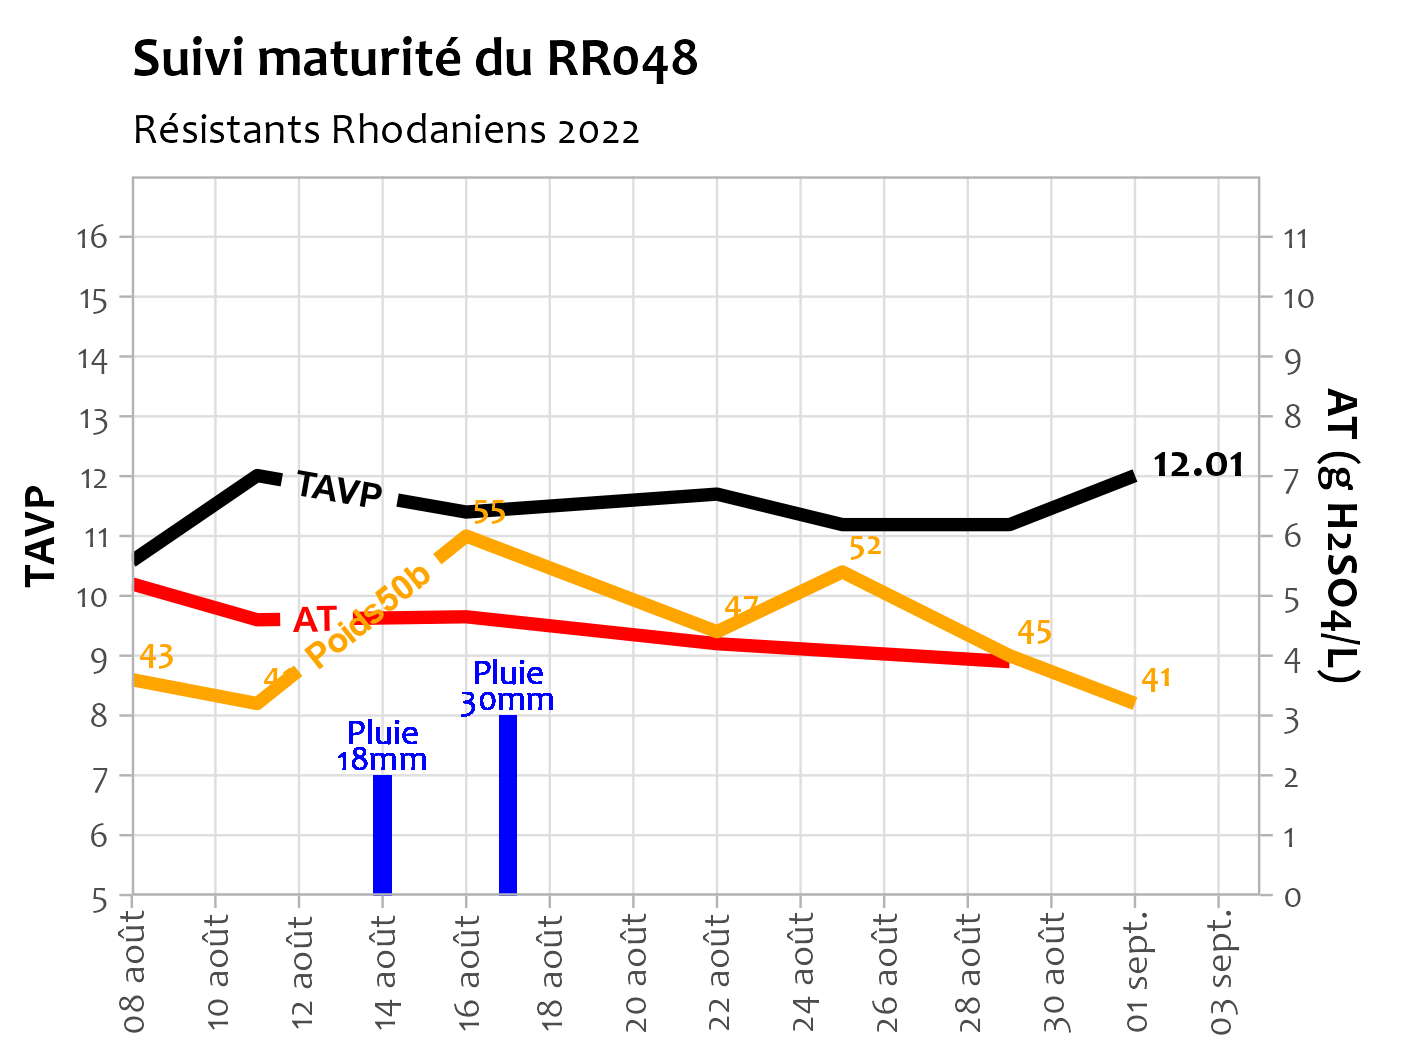 Suivi maturité du RR048
Résistants Rhodaniens 2022
TAVP
16
15
14
13
12
11
10
9
8
7
6
5
TAVP
AT
Poids50b
43
55
47
52
45
41
12.01
Pluie
18mm
Pluie
30mm
11
10
9
8
7
6
5
4
3
2
1
0
AT (g H2SO4/L)
08 août
10 août
12 août
14 août
16 août
18 août
20 août
22 août
24 août
26 août
28 août
30 août
01 sept.
03 sept.